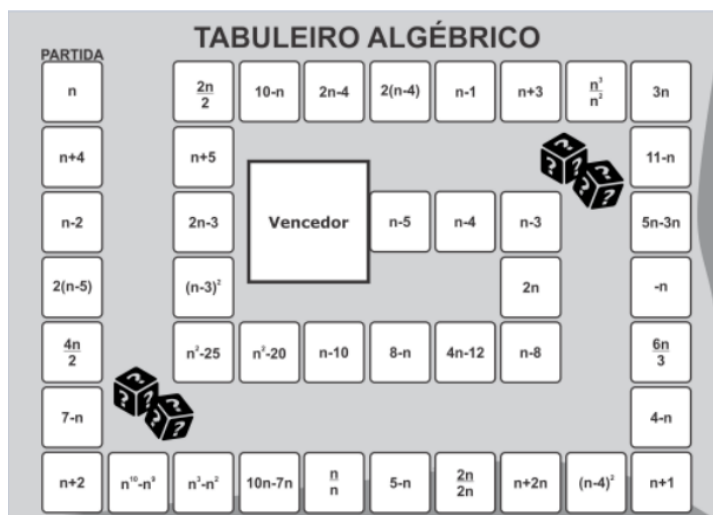 TABULEIRO ALGÉBRICO
PARTIDA
n
2n
2
10-n
2n-4
2(n-4)
n-1
n+3
n³
n²
3n
n+4
n+5
? ? ?
? ? ?
11-n
n-2
2n-3
Vencedor
n-5
n-4
n-3
5n-3n
2(n-5)
(n-3)²
2n
-n
4n
2
n²-25
n²-20
n-10
8-n
4n-12
n-8
6n
3
7-n
? ? ?
? ? ?
4-n
n+2
n¹⁰-n⁹
n³-n²
10n-7n
n
n
5-n
2n
2n
n+2n
(n-4)²
n+1